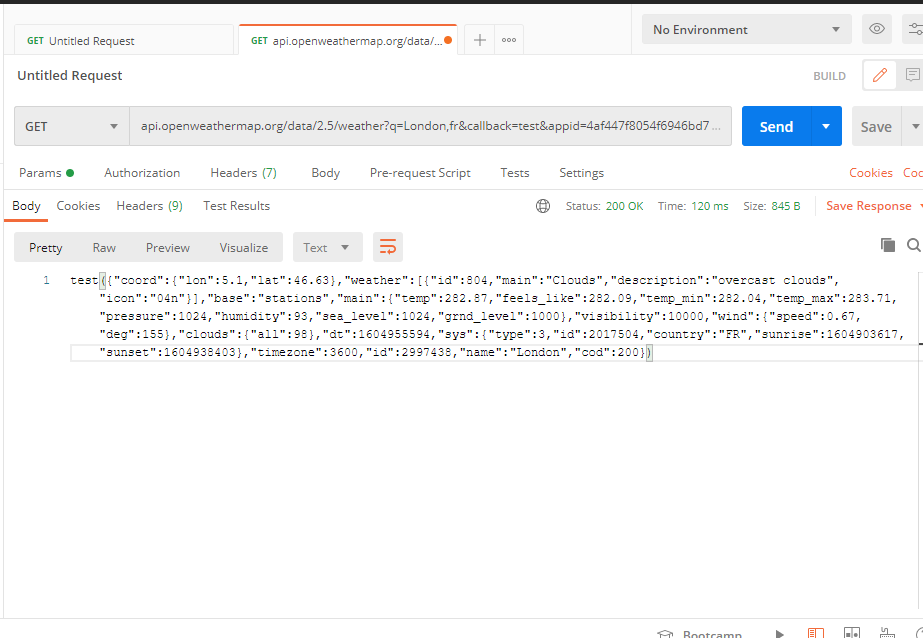 GET Untitled Request
GET api.openweathermap.org/data/...
No Environment
Untitled Request
BUILD
GET
api.openweathermap.org/data/2.5/weather?q=London,fr&callback=test&appid=4af447f8054f6946bd7 ...
Send
Save
Params
Authorization
Headers (7)
Body
Pre-request Script
Tests
Settings
Cookies
Body
Cookies
Headers (9)
Test Results
Status: 200 OK
Time: 120 ms
Size: 845 B
Save Response
Pretty
Raw
Preview
Visualize
Text
1
test({"coord":{"lon":5.1,"lat":46.63},"weather":[{"id":804,"main":"Clouds","description":"overcast clouds",
"icon":"04n"}],"base":"stations","main":{"temp":282.87,"feels_like":282.09,"temp_min":282.04,"temp_max":283.71,
"pressure":1024,"humidity":93,"sea_level":1024,"grnd_level":1000},"visibility":10000,"wind":{"speed":0.67,
"deg":155},"clouds":{"all":98},"dt":1604955594,"sys":{"type":3,"id":2017504,"country":"FR","sunrise":1604903617,
"sunset":1604938403},"timezone":3600,"id":2997438,"name":"London","cod":200})
Bootcamp